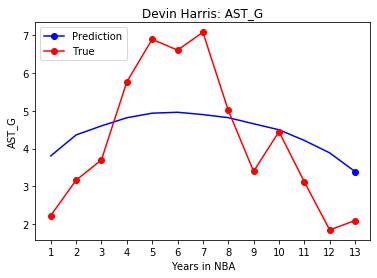 Devin Harris: AST_G
Prediction
True
7
6
5
4
3
2
AST_G
1 2 3 4 5 6 7 8 9 10 11 12 13
Years in NBA